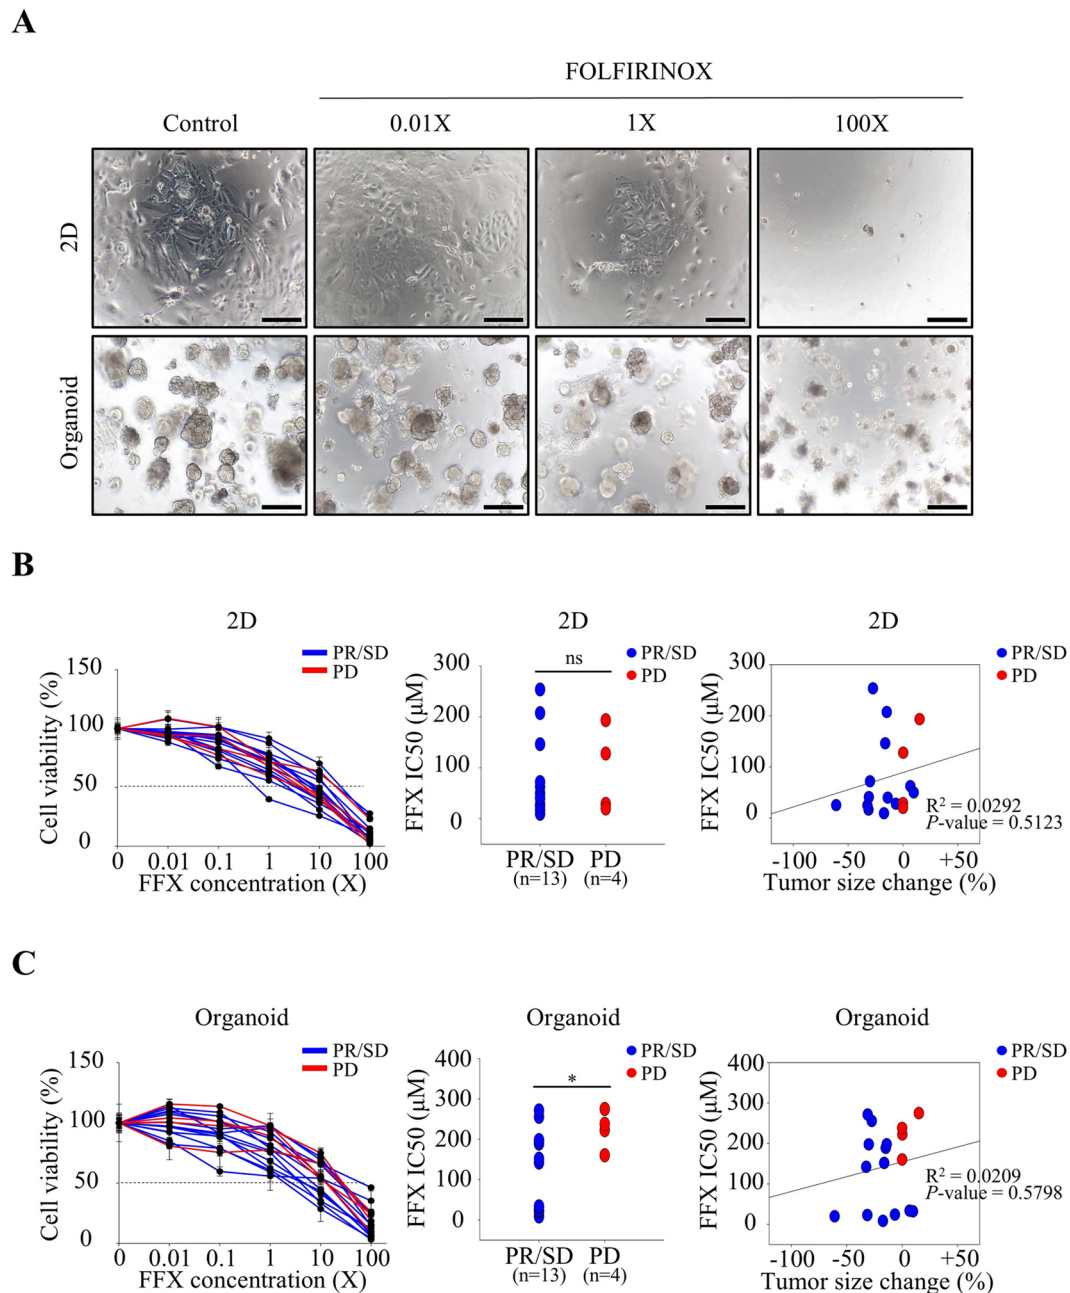 A
FOLFIRINOX
Control
0.01X
1X
100X
2D
Organoid
B
2D
PR/SD
PD
Cell viability (%)
150
100
50
0
0 0.01 0.1 1 10 100
FFX concentration (X)
2D
PR/SD
PD
ns
FFX IC50 (µM)
300
200
100
0
PR/SD PD
(n=13) (n=4)
2D
PR/SD
PD
FFX IC50 (µM)
300
200
100
0
R² = 0.0292
P-value = 0.5123
-100 -50 0 +50
Tumor size change (%)
C
Organoid
PR/SD
PD
Cell viability (%)
150
100
50
0
0 0.01 0.1 1 10 100
FFX concentration (X)
Organoid
PR/SD
PD
*
FFX IC50 (µM)
400
300
200
100
0
PR/SD PD
(n=13) (n=4)
Organoid
PR/SD
PD
FFX IC50 (µM)
400
300
200
100
0
R² = 0.0209
P-value = 0.5798
-100 -50 0 +50
Tumor size change (%)